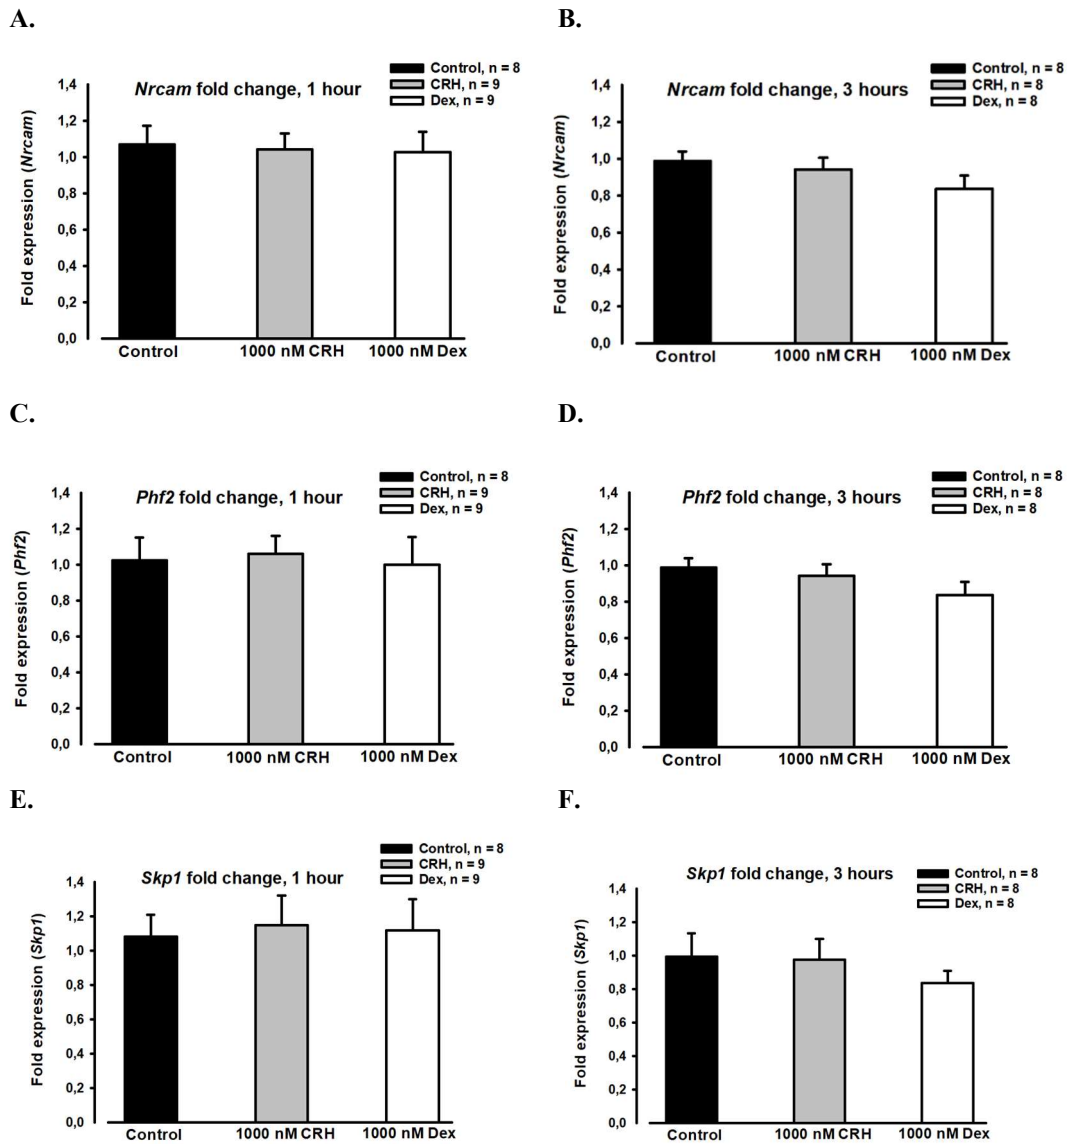 A.
Nrcam fold change, 1 hour
Control, n = 8
CRH, n = 9
Dex, n = 9
Fold expression (Nrcam)
1,4
1,2
1,0
0,8
0,6
0,4
0,2
0,0
Control
1000 nM CRH
1000 nM Dex
B.
Nrcam fold change, 3 hours
Control, n = 8
CRH, n = 8
Dex, n = 8
Fold expression (Nrcam)
1,4
1,2
1,0
0,8
0,6
0,4
0,2
0,0
Control
1000 nM CRH
1000 nM Dex
C.
Phf2 fold change, 1 hour
Control, n = 8
CRH, n = 9
Dex, n = 9
Fold expression (Phf2)
1,4
1,2
1,0
0,8
0,6
0,4
0,2
0,0
Control
1000 nM CRH
1000 nM Dex
D.
Phf2 fold change, 3 hours
Control, n = 8
CRH, n = 8
Dex, n = 8
Fold expression (Phf2)
1,4
1,2
1,0
0,8
0,6
0,4
0,2
0,0
Control
1000 nM CRH
1000 nM Dex
E.
Skp1 fold change, 1 hour
Control, n = 8
CRH, n = 9
Dex, n = 9
Fold expression (Skp1)
1,4
1,2
1,0
0,8
0,6
0,4
0,2
0,0
Control
1000 nM CRH
1000 nM Dex
F.
Skp1 fold change, 3 hours
Control, n = 8
CRH, n = 8
Dex, n = 8
Fold expression (Skp1)
1,4
1,2
1,0
0,8
0,6
0,4
0,2
0,0
Control
1000 nM CRH
1000 nM Dex